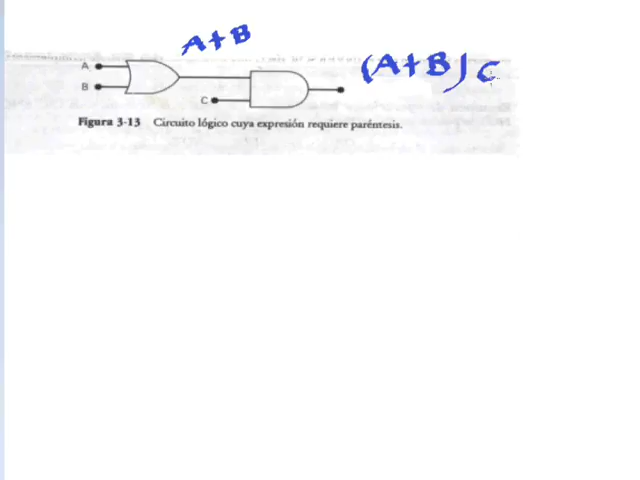 A+B
(A+B)C
A
B
C
Figura 3-13 Circuito lógico cuya expresión requiere paréntesis.